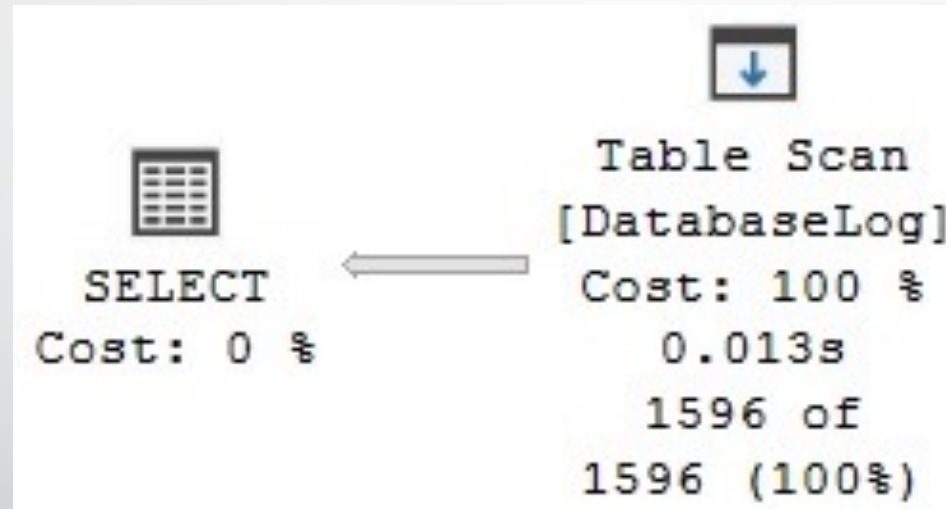 SELECT
Cost: 0 %
Table Scan
[DatabaseLog]
Cost: 100 %
0.013s
1596 of
1596 (100%)